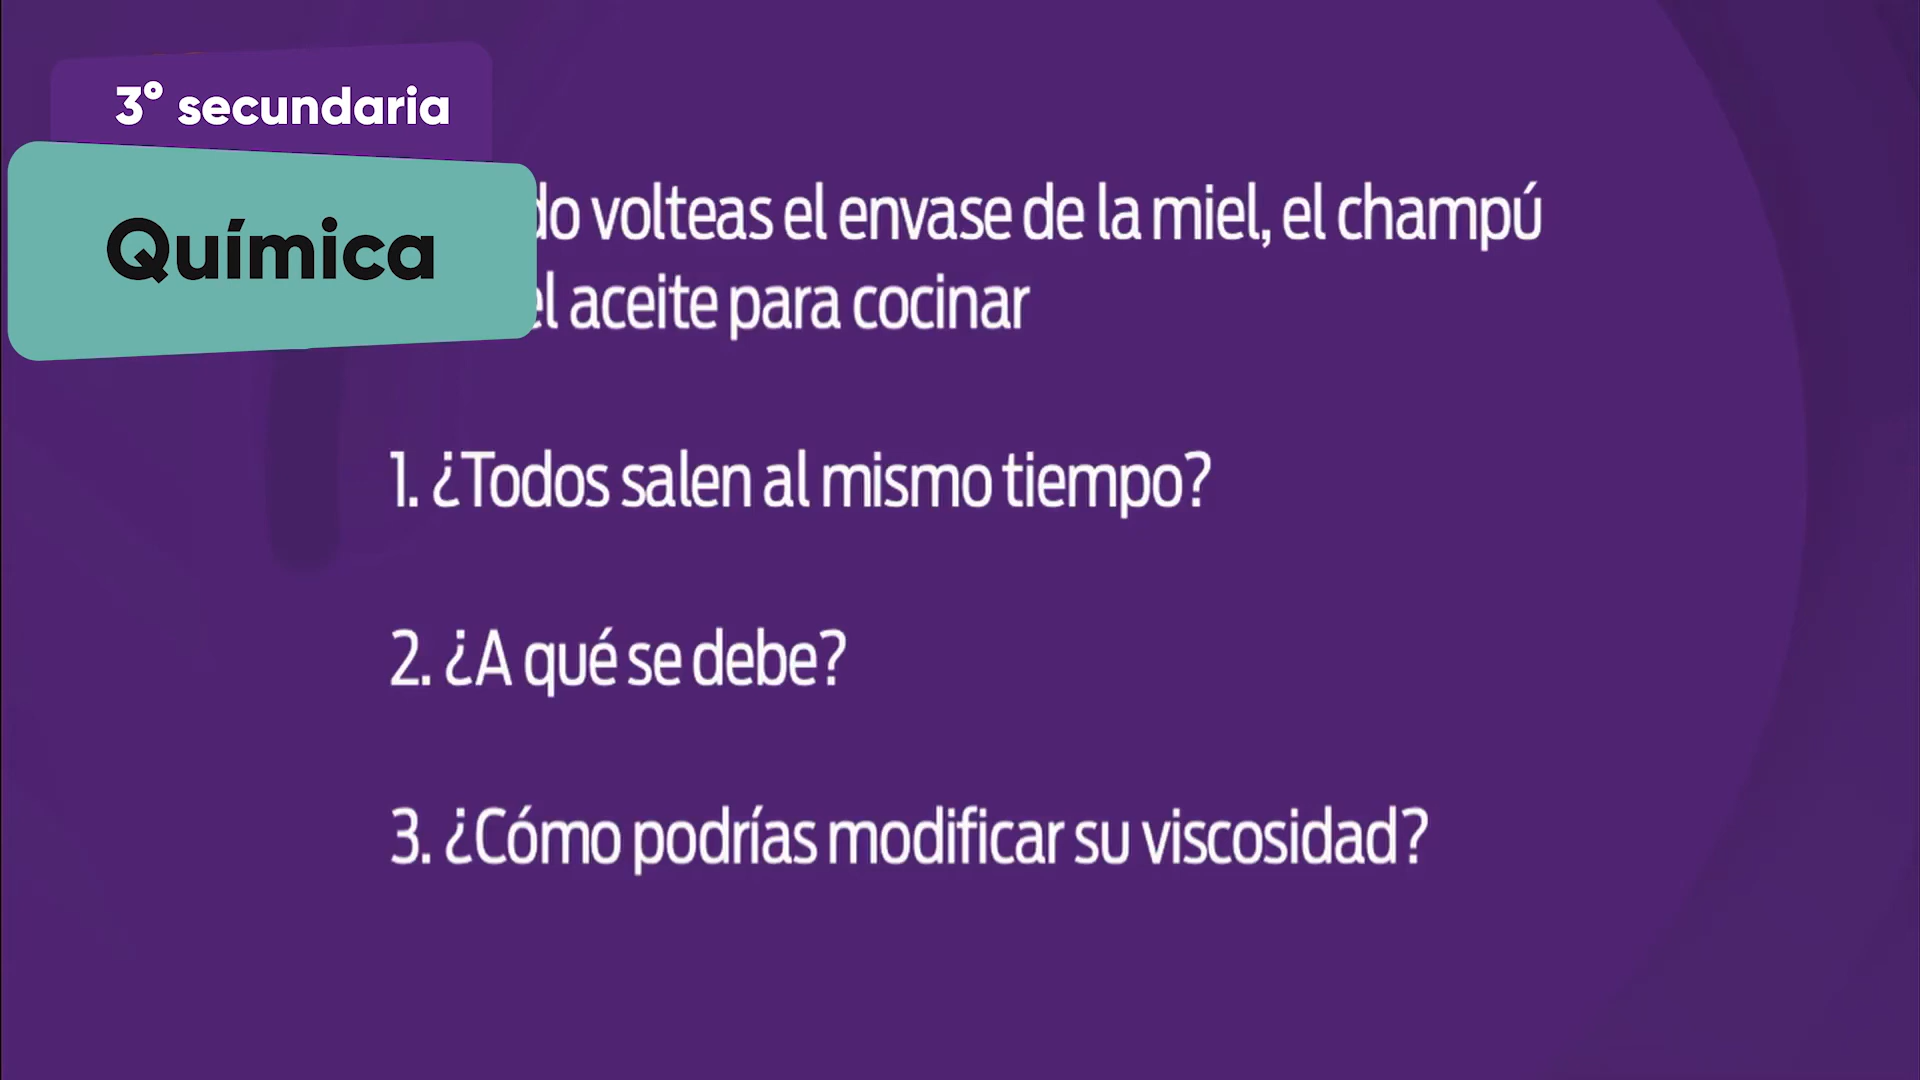 3° secundaria
Química
volteas el envase de la miel, el champú
el aceite para cocinar
1. ¿Todos salen al mismo tiempo?
2. ¿A qué se debe?
3. ¿Cómo podrías modificar su viscosidad?